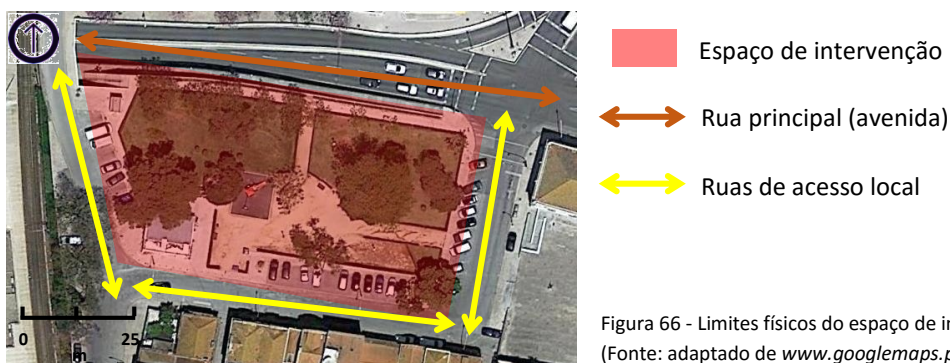 Espaço de intervenção
Rua principal (avenida)
Ruas de acesso local
0
25
m
Figura 66 - Limites físicos do espaço de
(Fonte: adaptado de www.googlemaps.